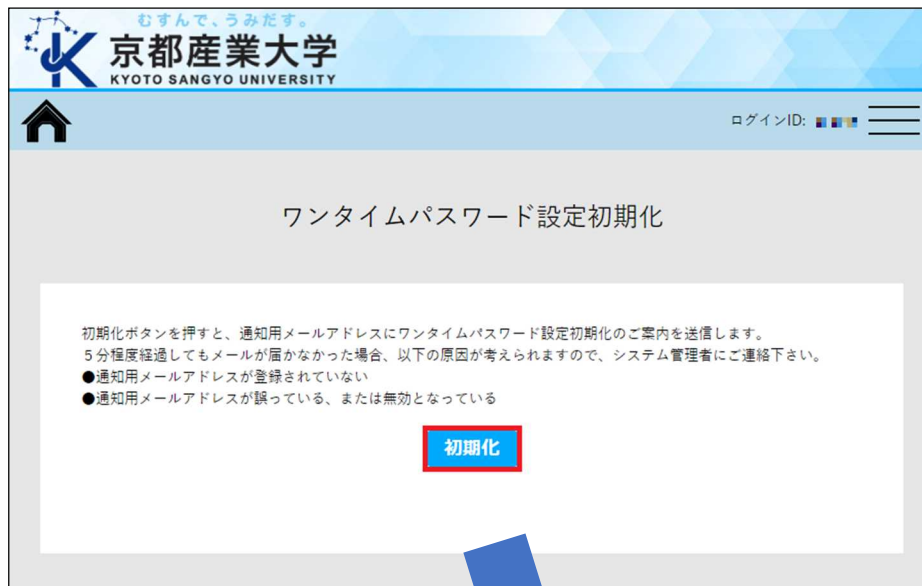 むすんで、うみだす。
京都産業大学
KYOTO SANGYO UNIVERSITY
ログインID:
ワンタイムパスワード設定初期化
初期化ボタンを押すと、通知用メールアドレスにワンタイムパスワード設定初期化のご案内を送信します。
５分程度経過してもメールが届かなかった場合、以下の原因が考えられますので、システム管理者にご連絡下さい。
●通知用メールアドレスが登録されていない
●通知用メールアドレスが誤っている、または無効となっている
初期化